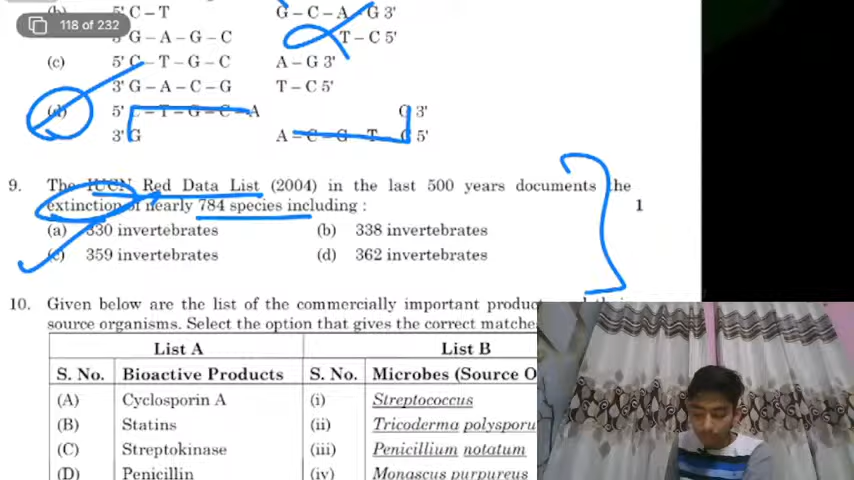 118 of 232
(b) 5' C – T G – C – A – G 3'
3' G – A – G – C T – C 5'
(c) 5' C – T – G – C A – G 3'
3' G – A – C – G T – C 5'
(d) 5' C – T – G – C – A G 3'
3' G A – C – G – T – C 5'
9. The IUCN Red Data List (2004) in the last 500 years documents the 1
extinction of nearly 784 species including :
(a) 330 invertebrates (b) 338 invertebrates
(c) 359 invertebrates (d) 362 invertebrates
10. Given below are the list of the commercially important
source organisms. Select the option that gives the correct
List A List B
S. No. Bioactive Products S. No. Microbes (Source
(A) Cyclosporin A (i) Streptococcus
(B) Statins (ii) Tricoderma
(C) Streptokinase (iii) Penicillium notatum
(D) Penicillin (iv) Monascus purpureus